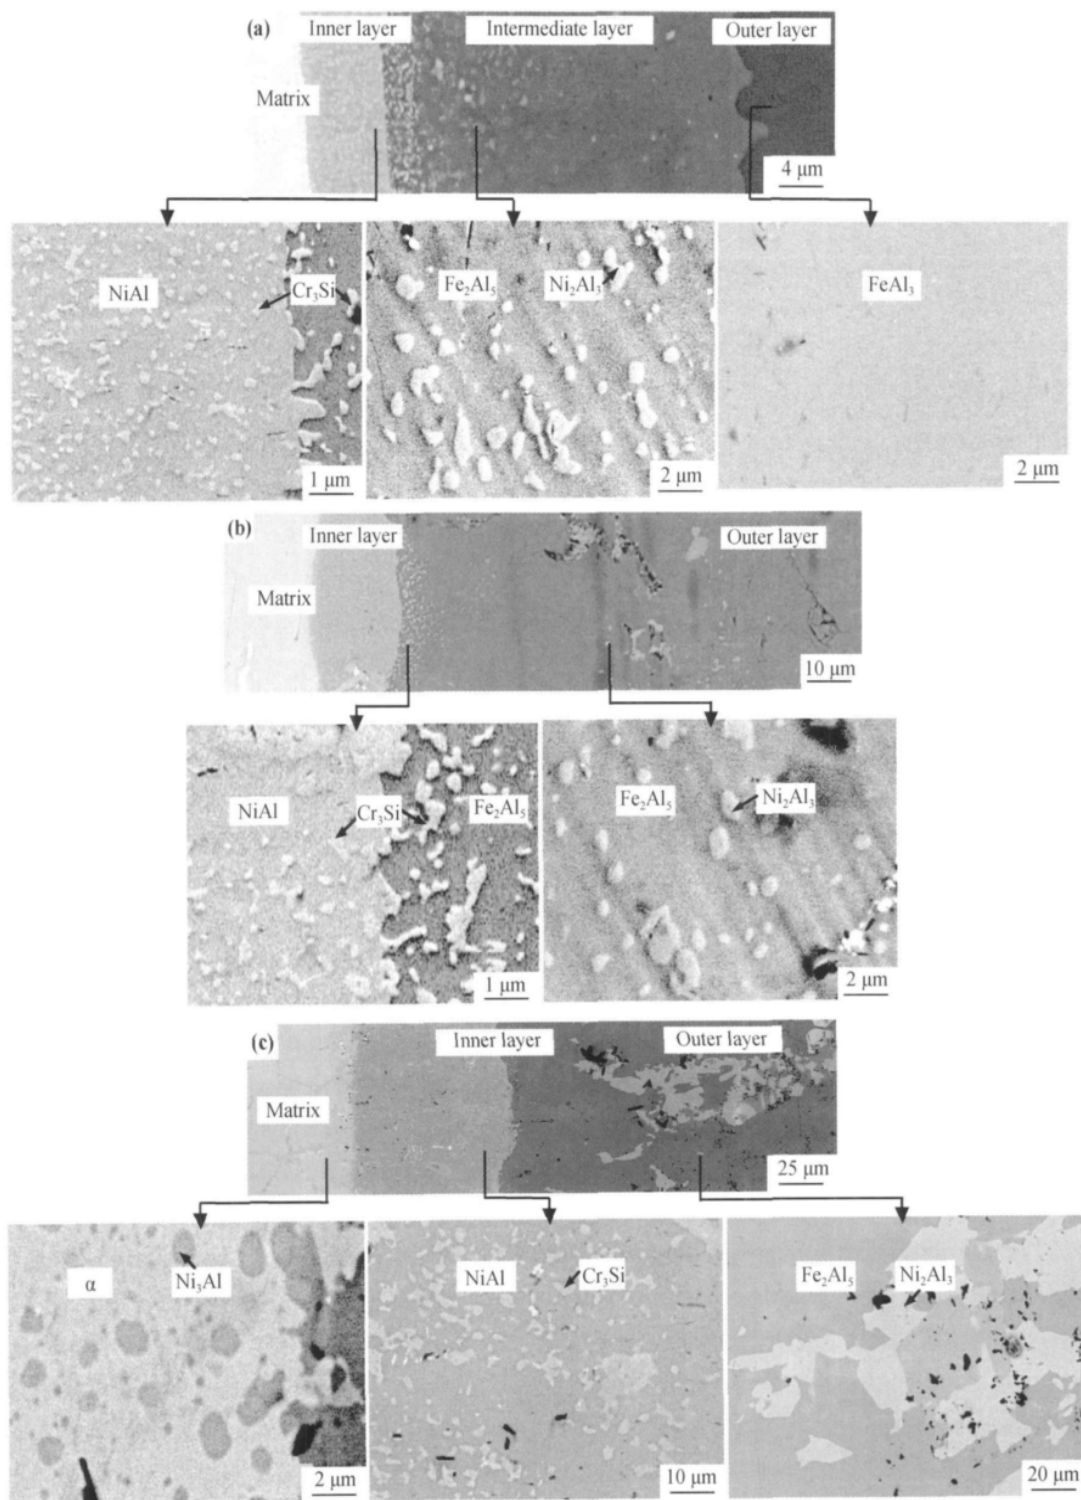 (a) Inner layer Intermediate layer Outer layer
Matrix
4 μm
NiAl Cr₃Si Fe₂Al₅ Ni₂Al₃ FeAl₃
1 μm 2 μm 2 μm
(b) Inner layer Outer layer
Matrix
10 μm
NiAl Cr₃Si Fe₂Al₅ Fe₂Al₅ Ni₂Al₃
1 μm 2 μm
(c) Inner layer Outer layer
Matrix
25 μm
α Ni₃Al NiAl Cr₃Si Fe₂Al₅ Ni₂Al₃
2 μm 10 μm 20 μm